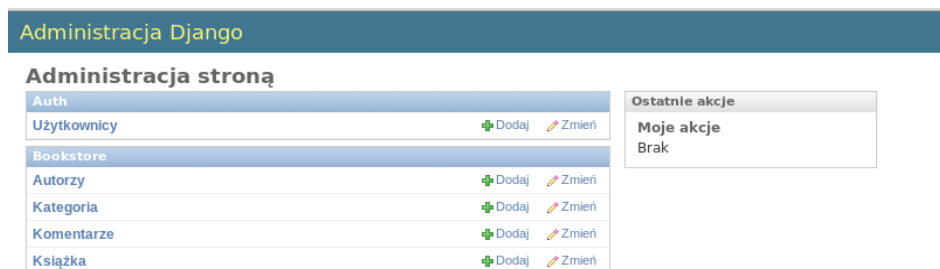 Administracja Django
Administracja stroną
Auth
Użytkownicy Dodaj Zmień
Bookstore
Autorzy Dodaj Zmień
Kategoria Dodaj Zmień
Komentarze Dodaj Zmień
Książka Dodaj Zmień
Ostatnie akcje
Moje akcje
Brak